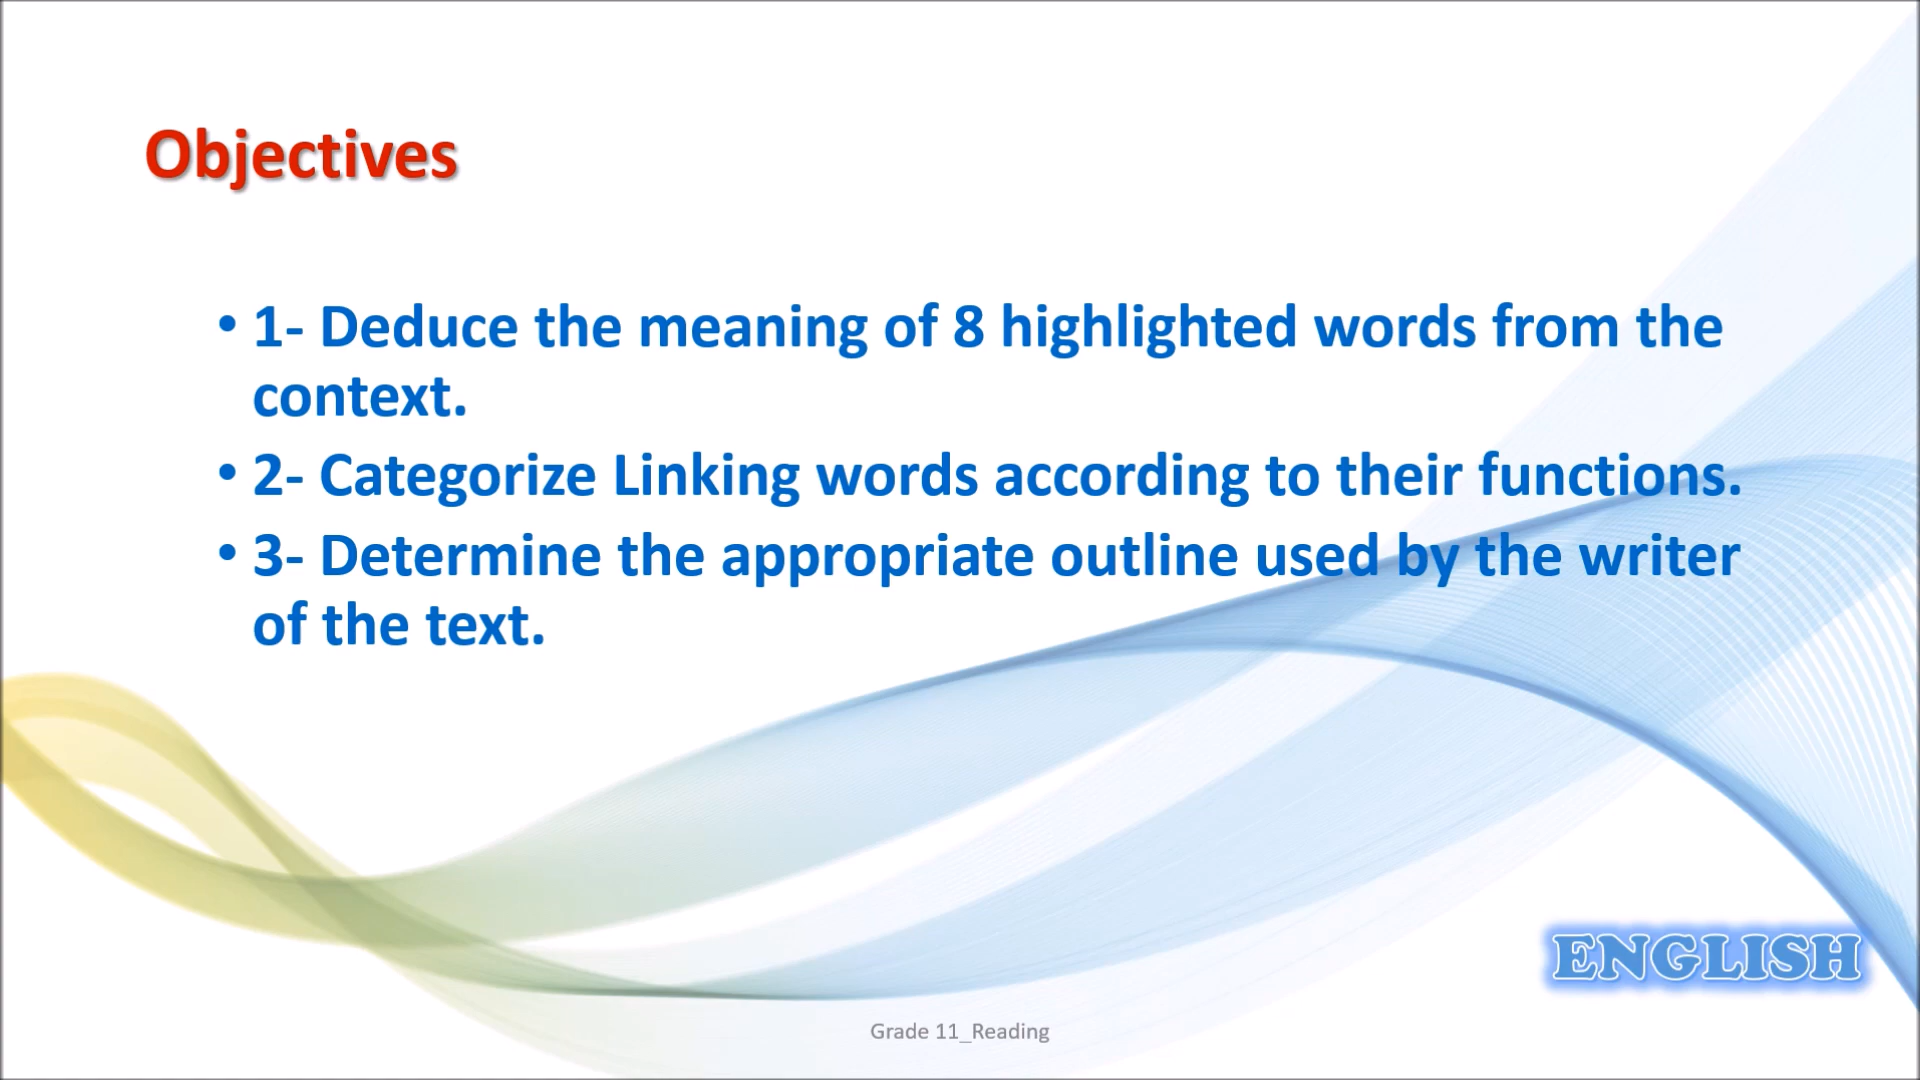 Objectives
• 1- Deduce the meaning of 8 highlighted words from the
context.
• 2- Categorize Linking words according to their functions.
• 3- Determine the appropriate outline used by the writer
of the text.
ENGLISH
Grade 11_Reading